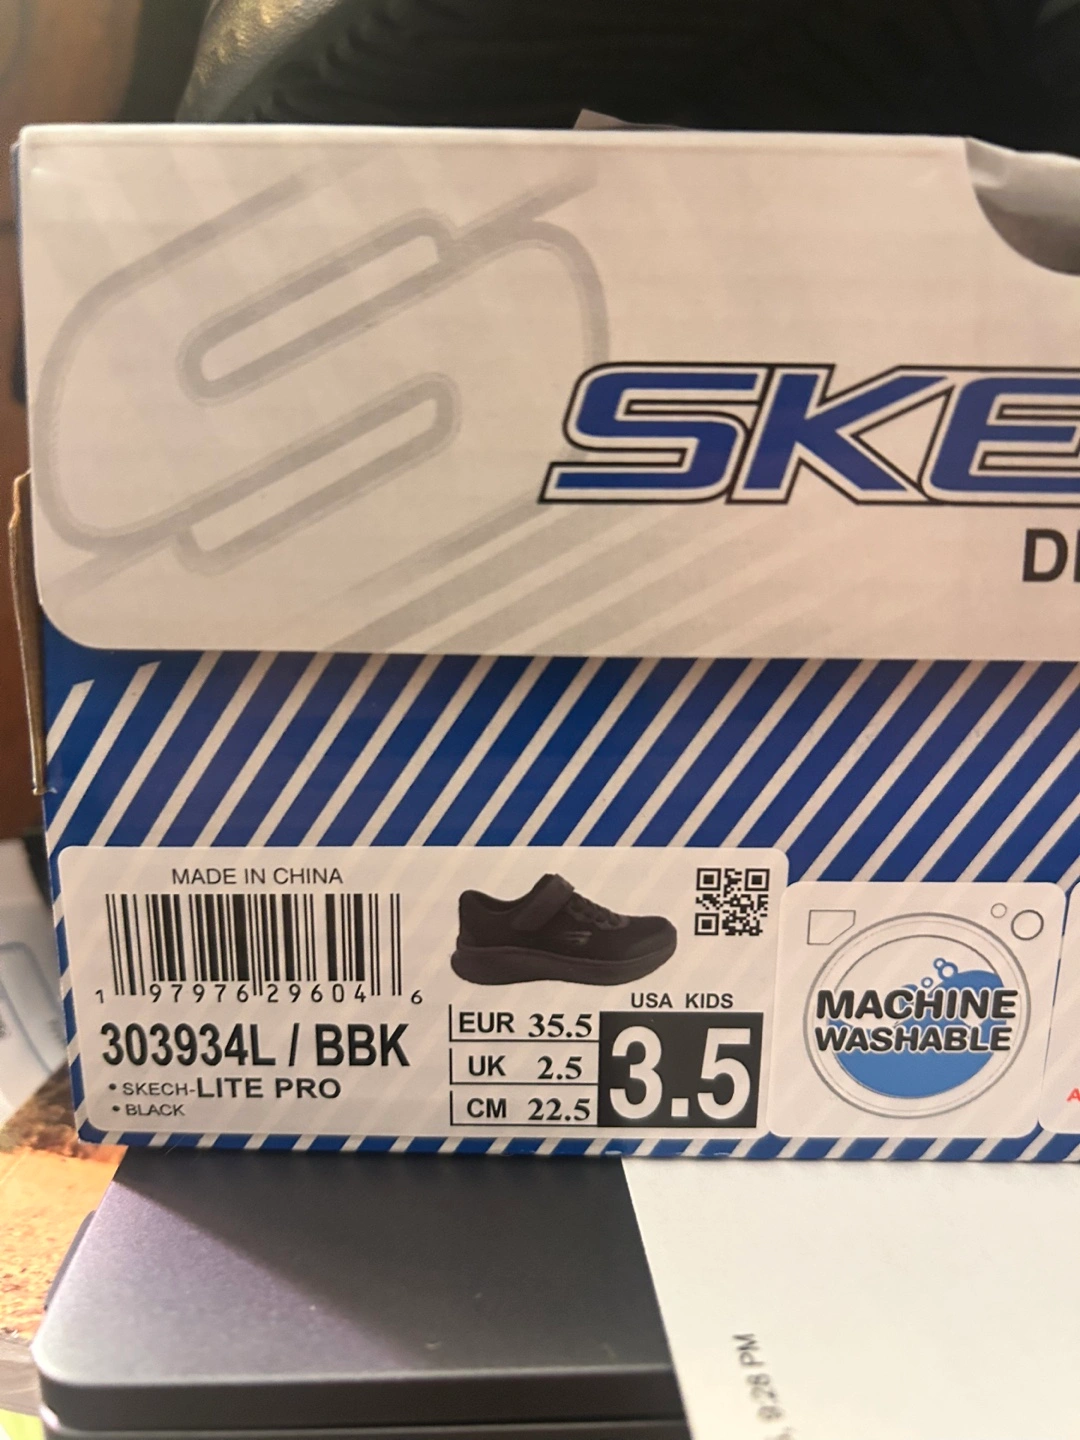 SKE
MADE IN CHINA
1 97976 29604 6
303934L / BBK
• SKECH-LITE PRO
• BLACK
EUR 35.5
UK 2.5
CM 22.5
USA KIDS
3.5
MACHINE
WASHABLE
9:28 PM